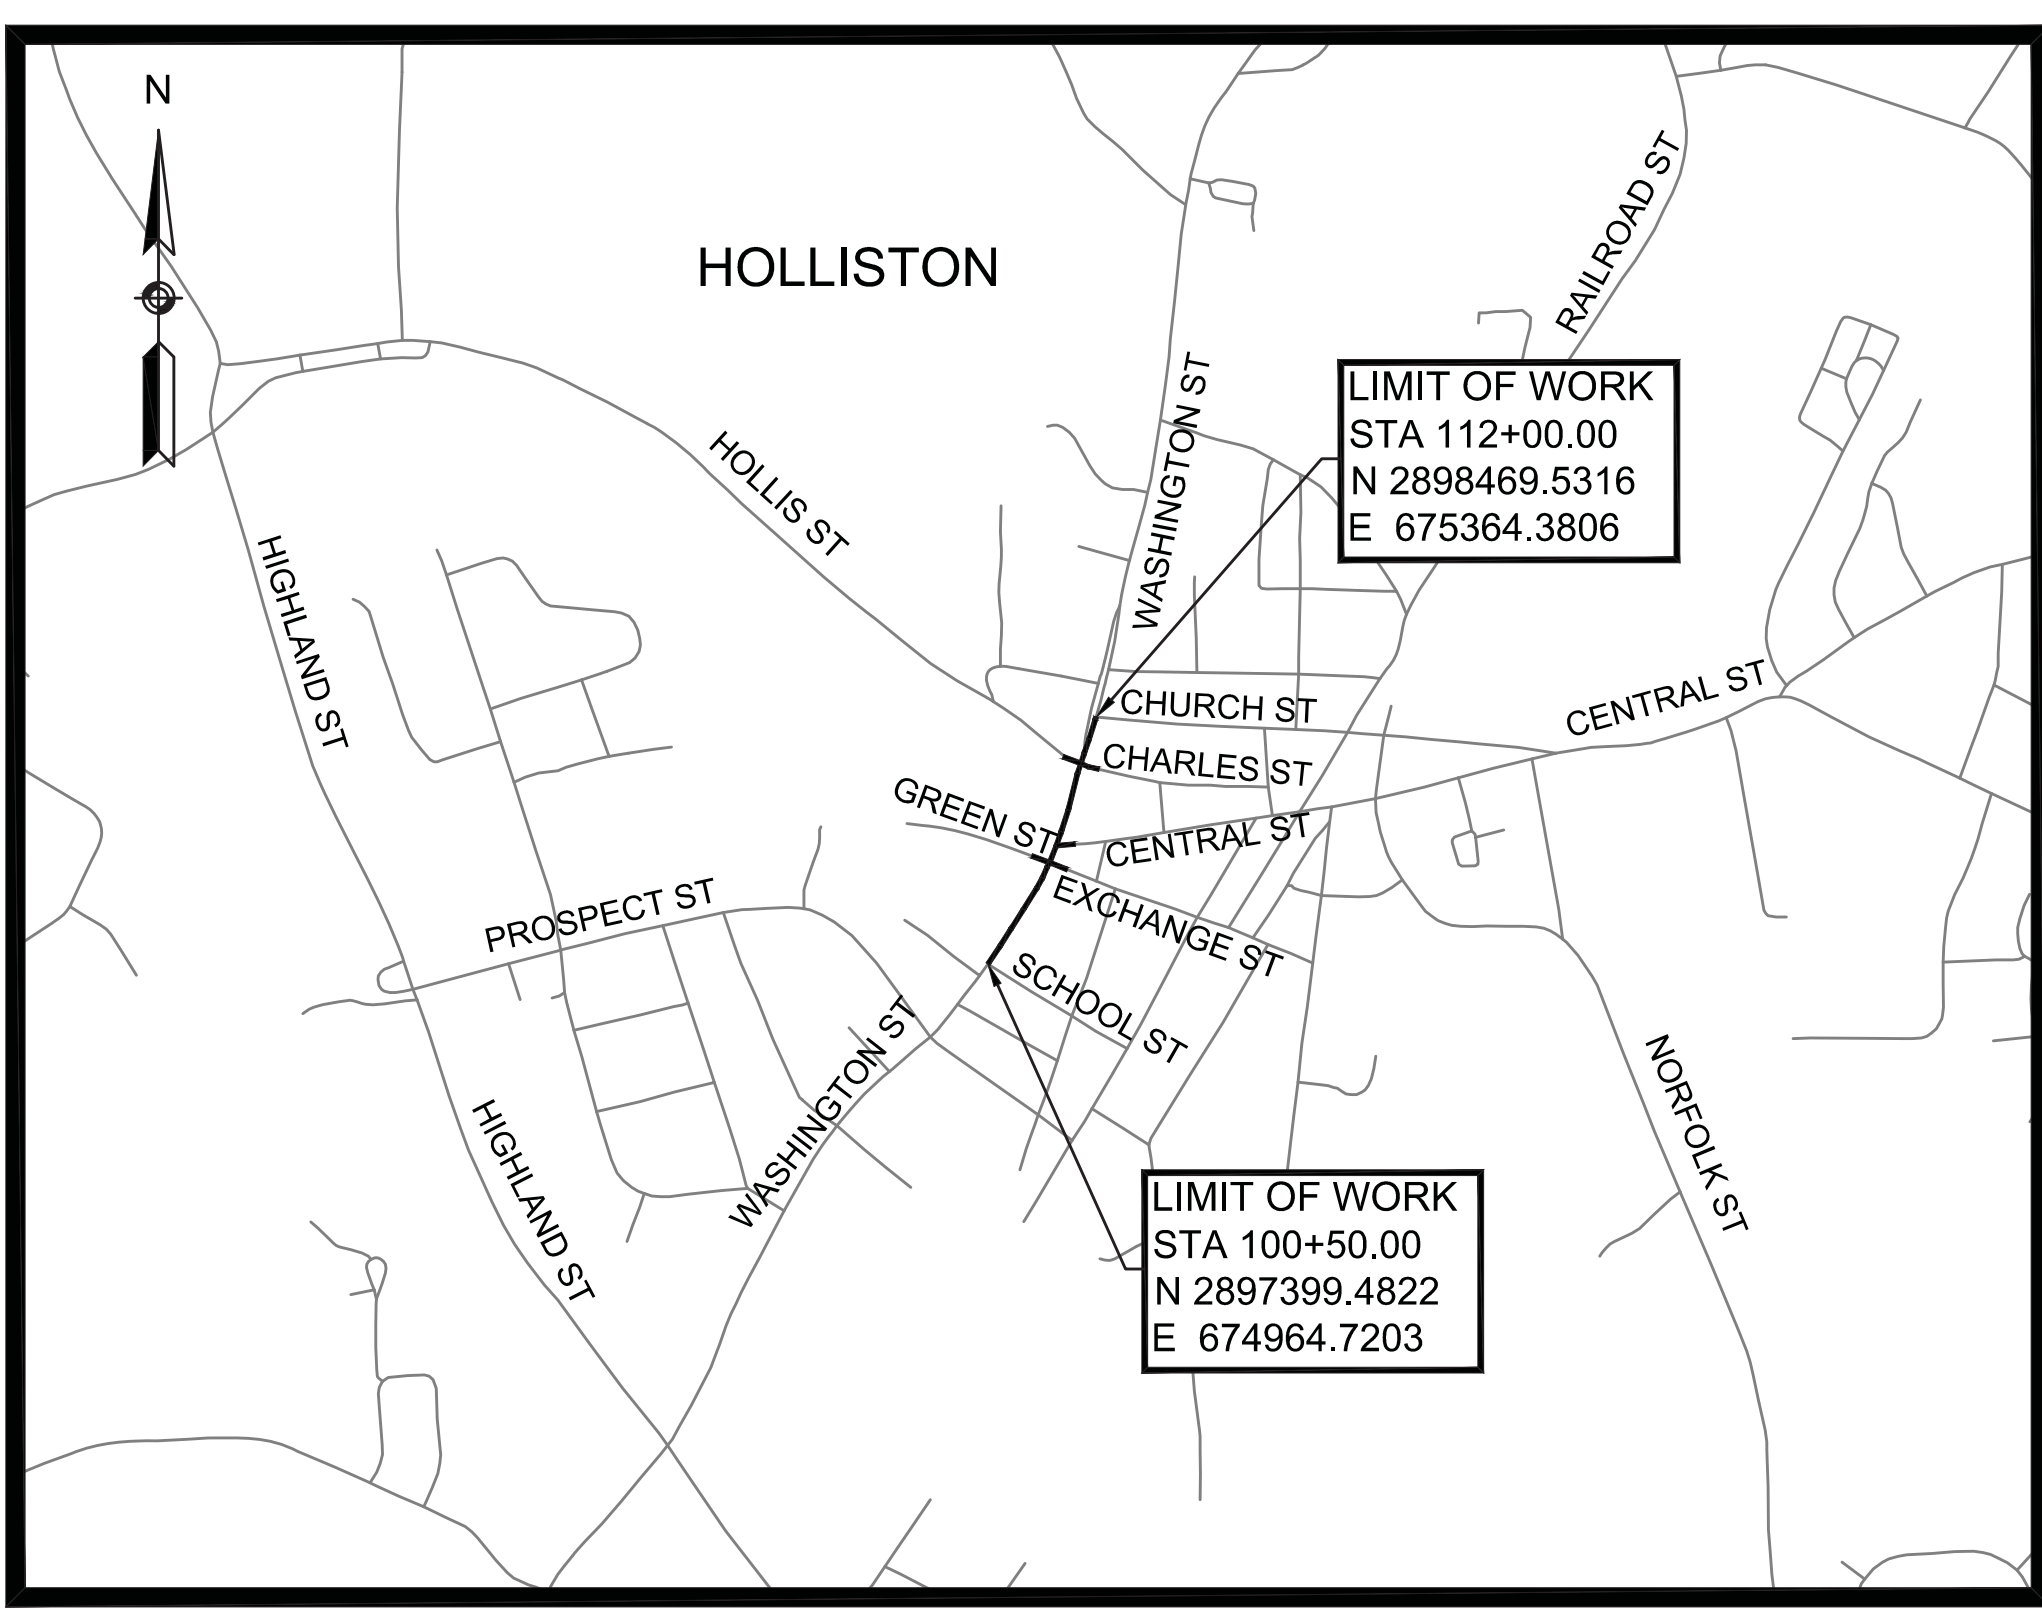 N
HOLLISTON
RAILROAD ST
WASHINGTON ST
LIMIT OF WORK
STA 112+00.00
N 2898469.5316
E 675364.3806
HOLLIS ST
HIGHLAND ST
CHURCH ST
CENTRAL ST
CHARLES ST
GREEN ST
CENTRAL ST
EXCHANGE ST
PROSPECT ST
SCHOOL ST
WASHINGTON ST
NORFOLK ST
HIGHLAND ST
LIMIT OF WORK
STA 100+50.00
N 2897399.4822
E 674964.7203